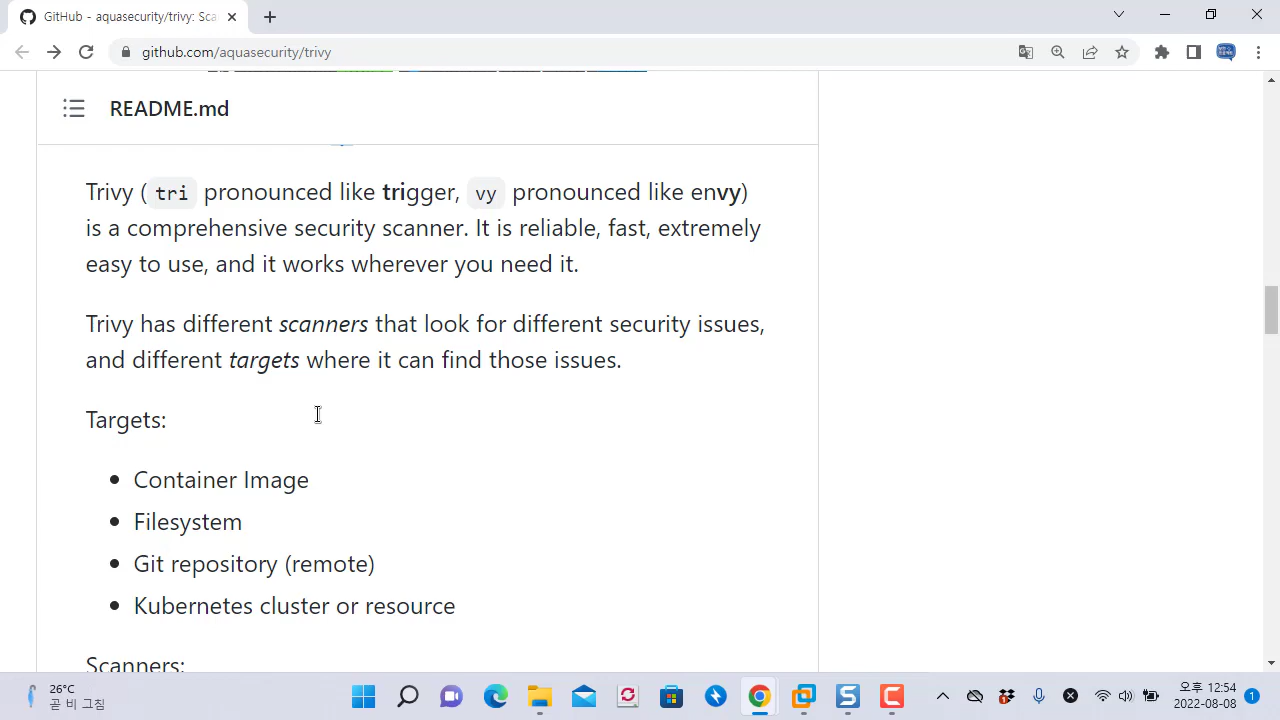 GitHub - aquasecurity/trivy: Sca
github.com/aquasecurity/trivy
README.md
Trivy ( tri pronounced like trigger, vy pronounced like envy)
is a comprehensive security scanner. It is reliable, fast, extremely
easy to use, and it works wherever you need it.
Trivy has different scanners that look for different security issues,
and different targets where it can find those issues.
Targets:
Container Image
Filesystem
Git repository (remote)
Kubernetes cluster or resource
Scanners:
26°C
곧 비 그침
오후 12:54
2022-08-08
1